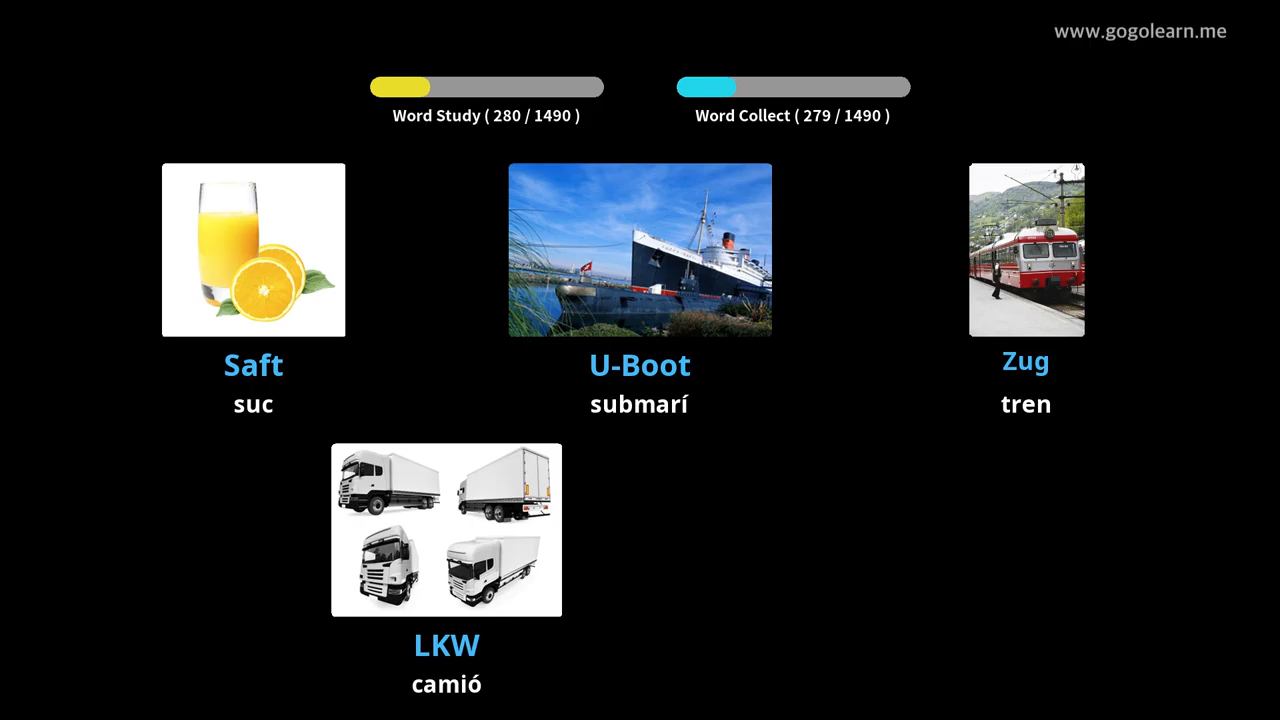 www.gogolearn.me
Word Study ( 280 / 1490 )
Word Collect ( 279 / 1490 )
Saft
suc
U-Boot
submarí
Zug
tren
LKW
camió